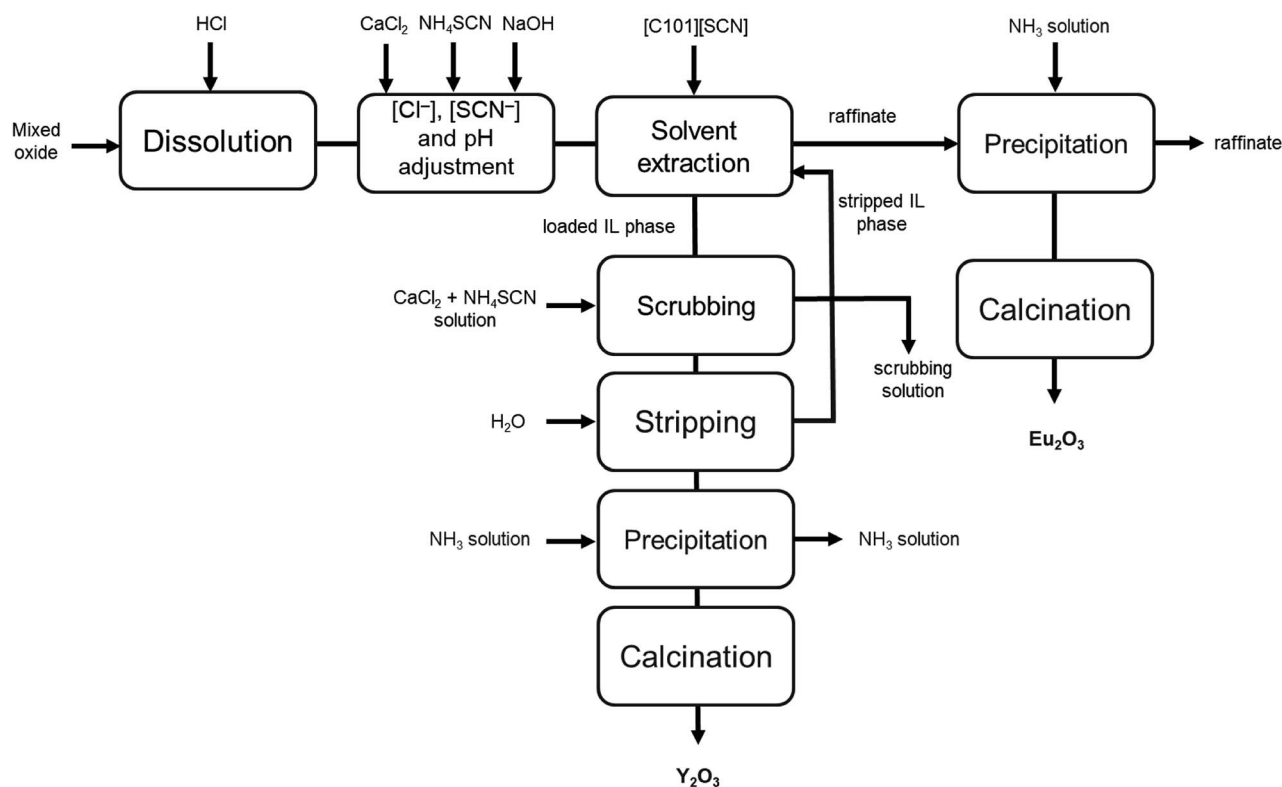 HCl
CaCl₂ NH₄SCN NaOH
[C101][SCN]
NH₃ solution
Mixed
oxide
Dissolution
[Cl⁻], [SCN⁻]
and pH
adjustment
Solvent
extraction
raffinate
Precipitation
raffinate
loaded IL phase
stripped IL
phase
CaCl₂ + NH₄SCN
solution
Scrubbing
scrubbing
solution
Calcination
Eu₂O₃
H₂O
Stripping
NH₃ solution
Precipitation
NH₃ solution
Calcination
Y₂O₃